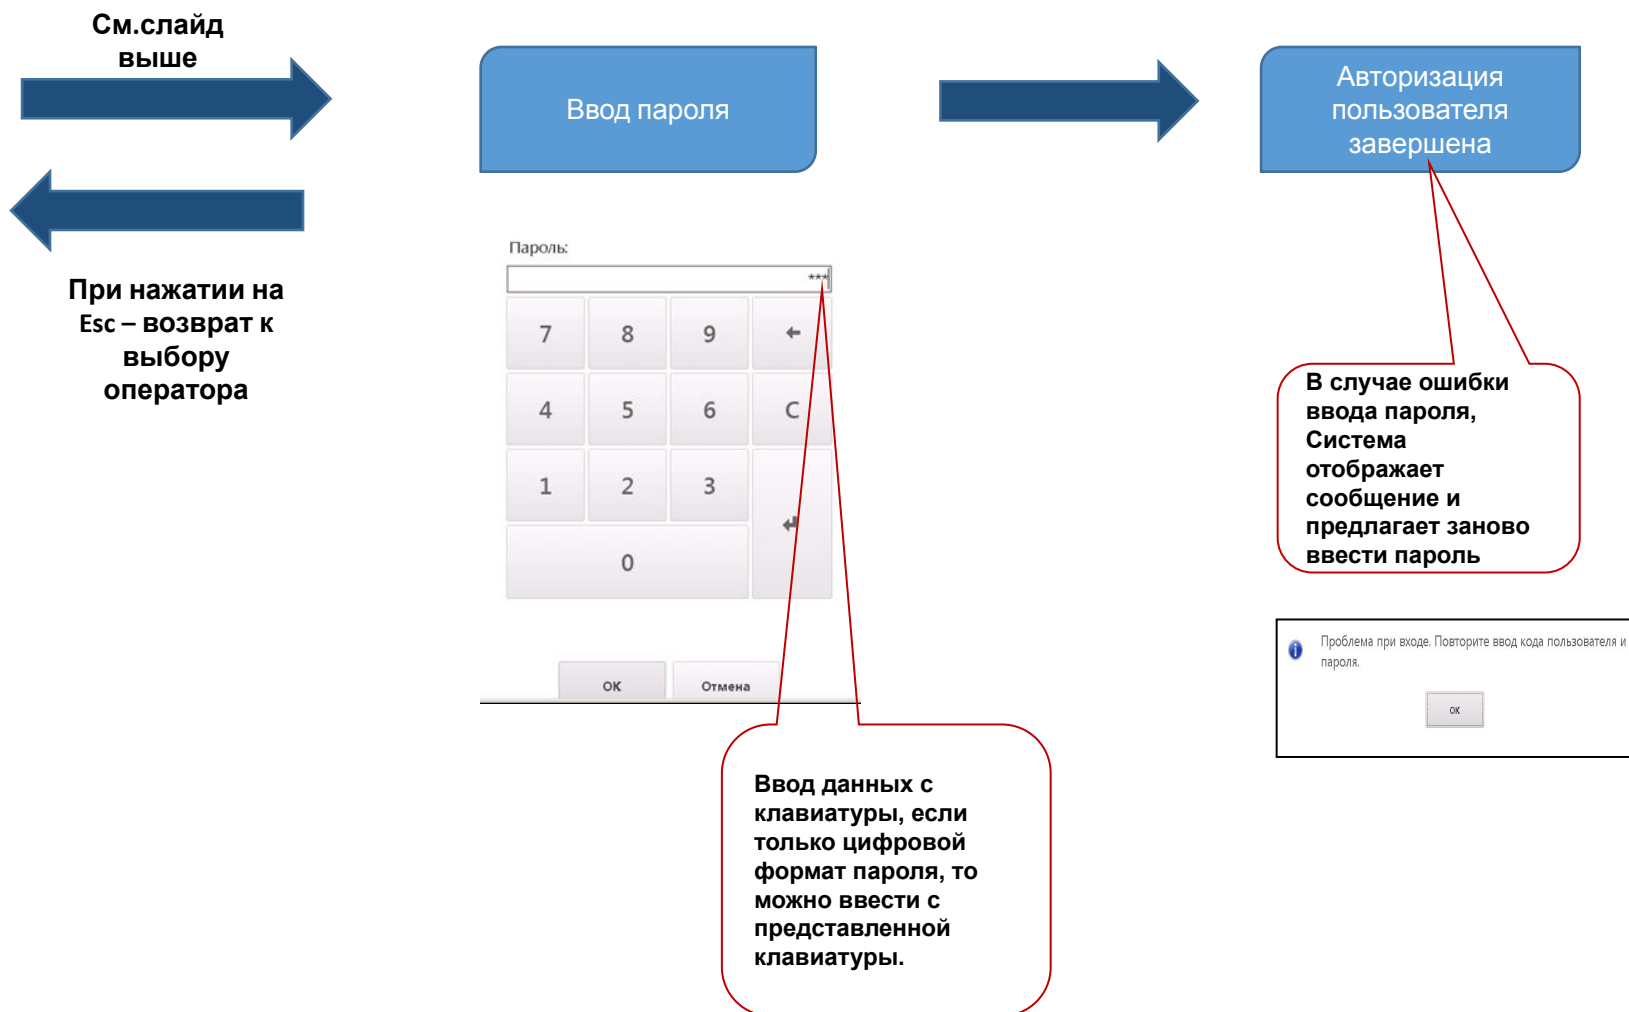 См.слайд
выше
При нажатии на
Esc – возврат к
выбору
оператора
Ввод пароля
Пароль:
***
7 8 9 ←
4 5 6 C
1 2 3 ↵
0
ОК Отмена
Ввод данных с
клавиатуры, если
только цифровой
формат пароля, то
можно ввести с
представленной
клавиатуры.
Авторизация
пользователя
завершена
В случае ошибки
ввода пароля,
Система
отображает
сообщение и
предлагает заново
ввести пароль
Проблема при входе. Повторите ввод кода пользователя и
пароля.
ОК